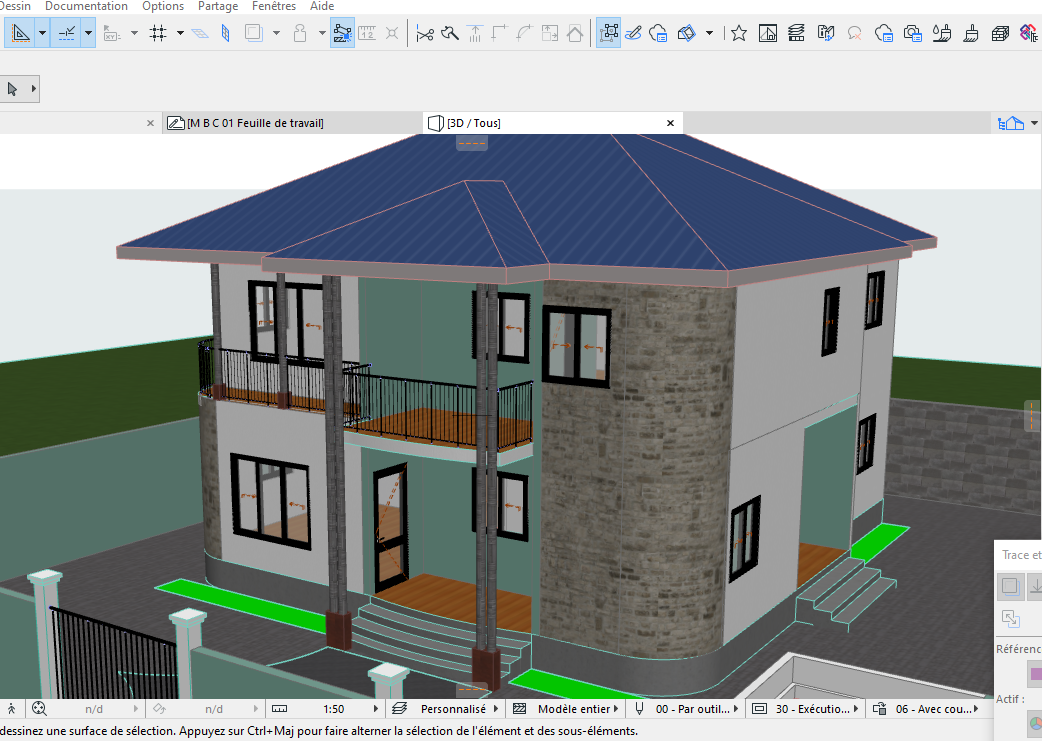 Dessin Documentation Options Partage Fenêtres Aide
[M B C 01 Feuille de travail]
[3D / Tous]
Trace et
Référenc
Actif :
n/d n/d 1:50 Personnalisé Modèle entier 00 - Par outil... 30 - Exécutio... 06 - Avec cou...
dessinez une surface de sélection. Appuyez sur Ctrl+Maj pour faire alterner la sélection de l'élément et des sous-éléments.